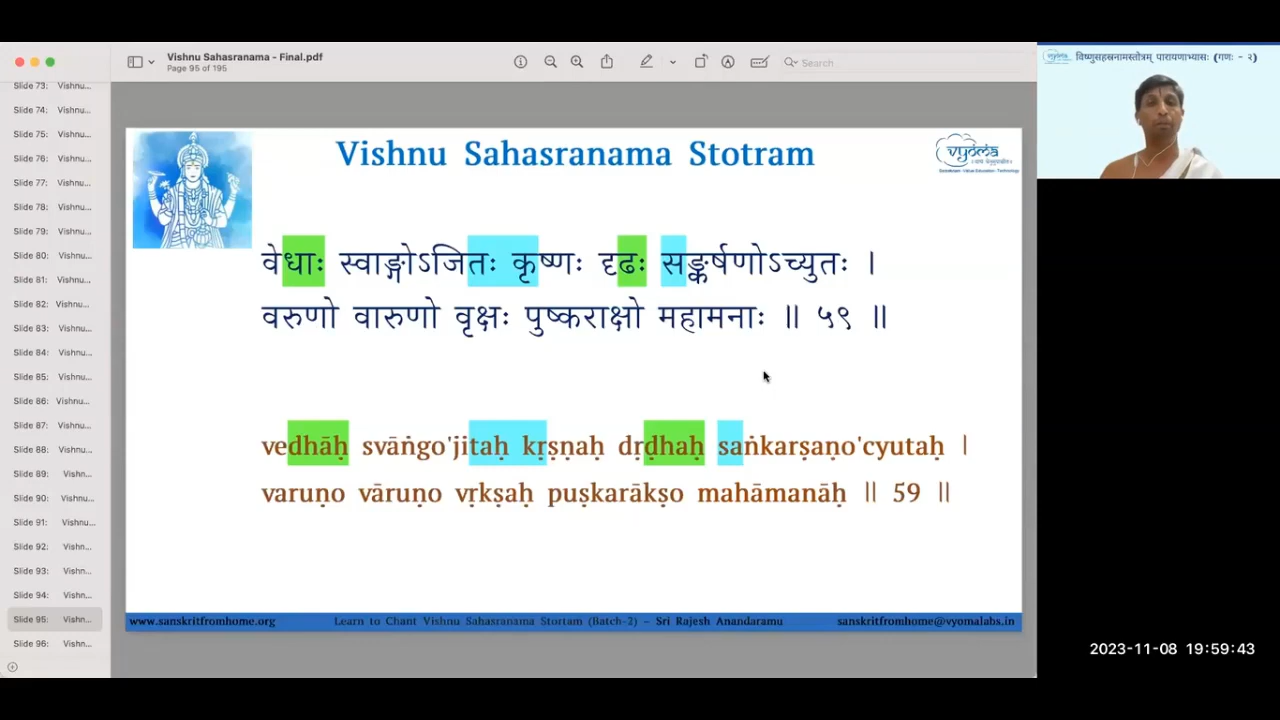 Vishnu Sahasranama - Final.pdf
Page 95 of 195
Search
Slide 73: Vishnu...
Slide 74: Vishnu...
Slide 75: Vishnu...
Slide 76: Vishnu...
Slide 77: Vishnu...
Slide 78: Vishnu...
Slide 79: Vishnu...
Slide 80: Vishnu...
Slide 81: Vishnu...
Slide 82: Vishnu...
Slide 83: Vishnu...
Slide 84: Vishnu...
Slide 85: Vishnu...
Slide 86: Vishnu...
Slide 87: Vishnu...
Slide 88: Vishnu...
Slide 89: Vishn...
Slide 90: Vishn...
Slide 91: Vishn...
Slide 92: Vishn...
Slide 93: Vishn...
Slide 94: Vishn...
Slide 95: Vishn...
Slide 96: Vishn...
Vishnu Sahasranama Stotram
vyoma
वेधाः स्वाङ्गोऽजितः कृष्णः दृढः सङ्कर्षणोऽच्युतः ।
वरुणो वारुणो वृक्षः पुष्कराक्षो महामनाः ॥ ५९ ॥
vedhāḥ svāṅgo'jitaḥ kṛṣṇaḥ dṛḍhaḥ saṅkarṣaṇo'cyutaḥ |
varuṇo vāruṇo vṛkṣaḥ puṣkarākṣo mahāmanāḥ || 59 ||
www.sanskritfromhome.org Learn to Chant Vishnu Sahasranama Stortam (Batch-2) – Sri Rajesh Anandaramu sanskritfromhome@vyomalabs.in
विष्णुसहस्रनामस्तोत्रम् पारायणाभ्यासः (गणः - २)
2023-11-08 19:59:43